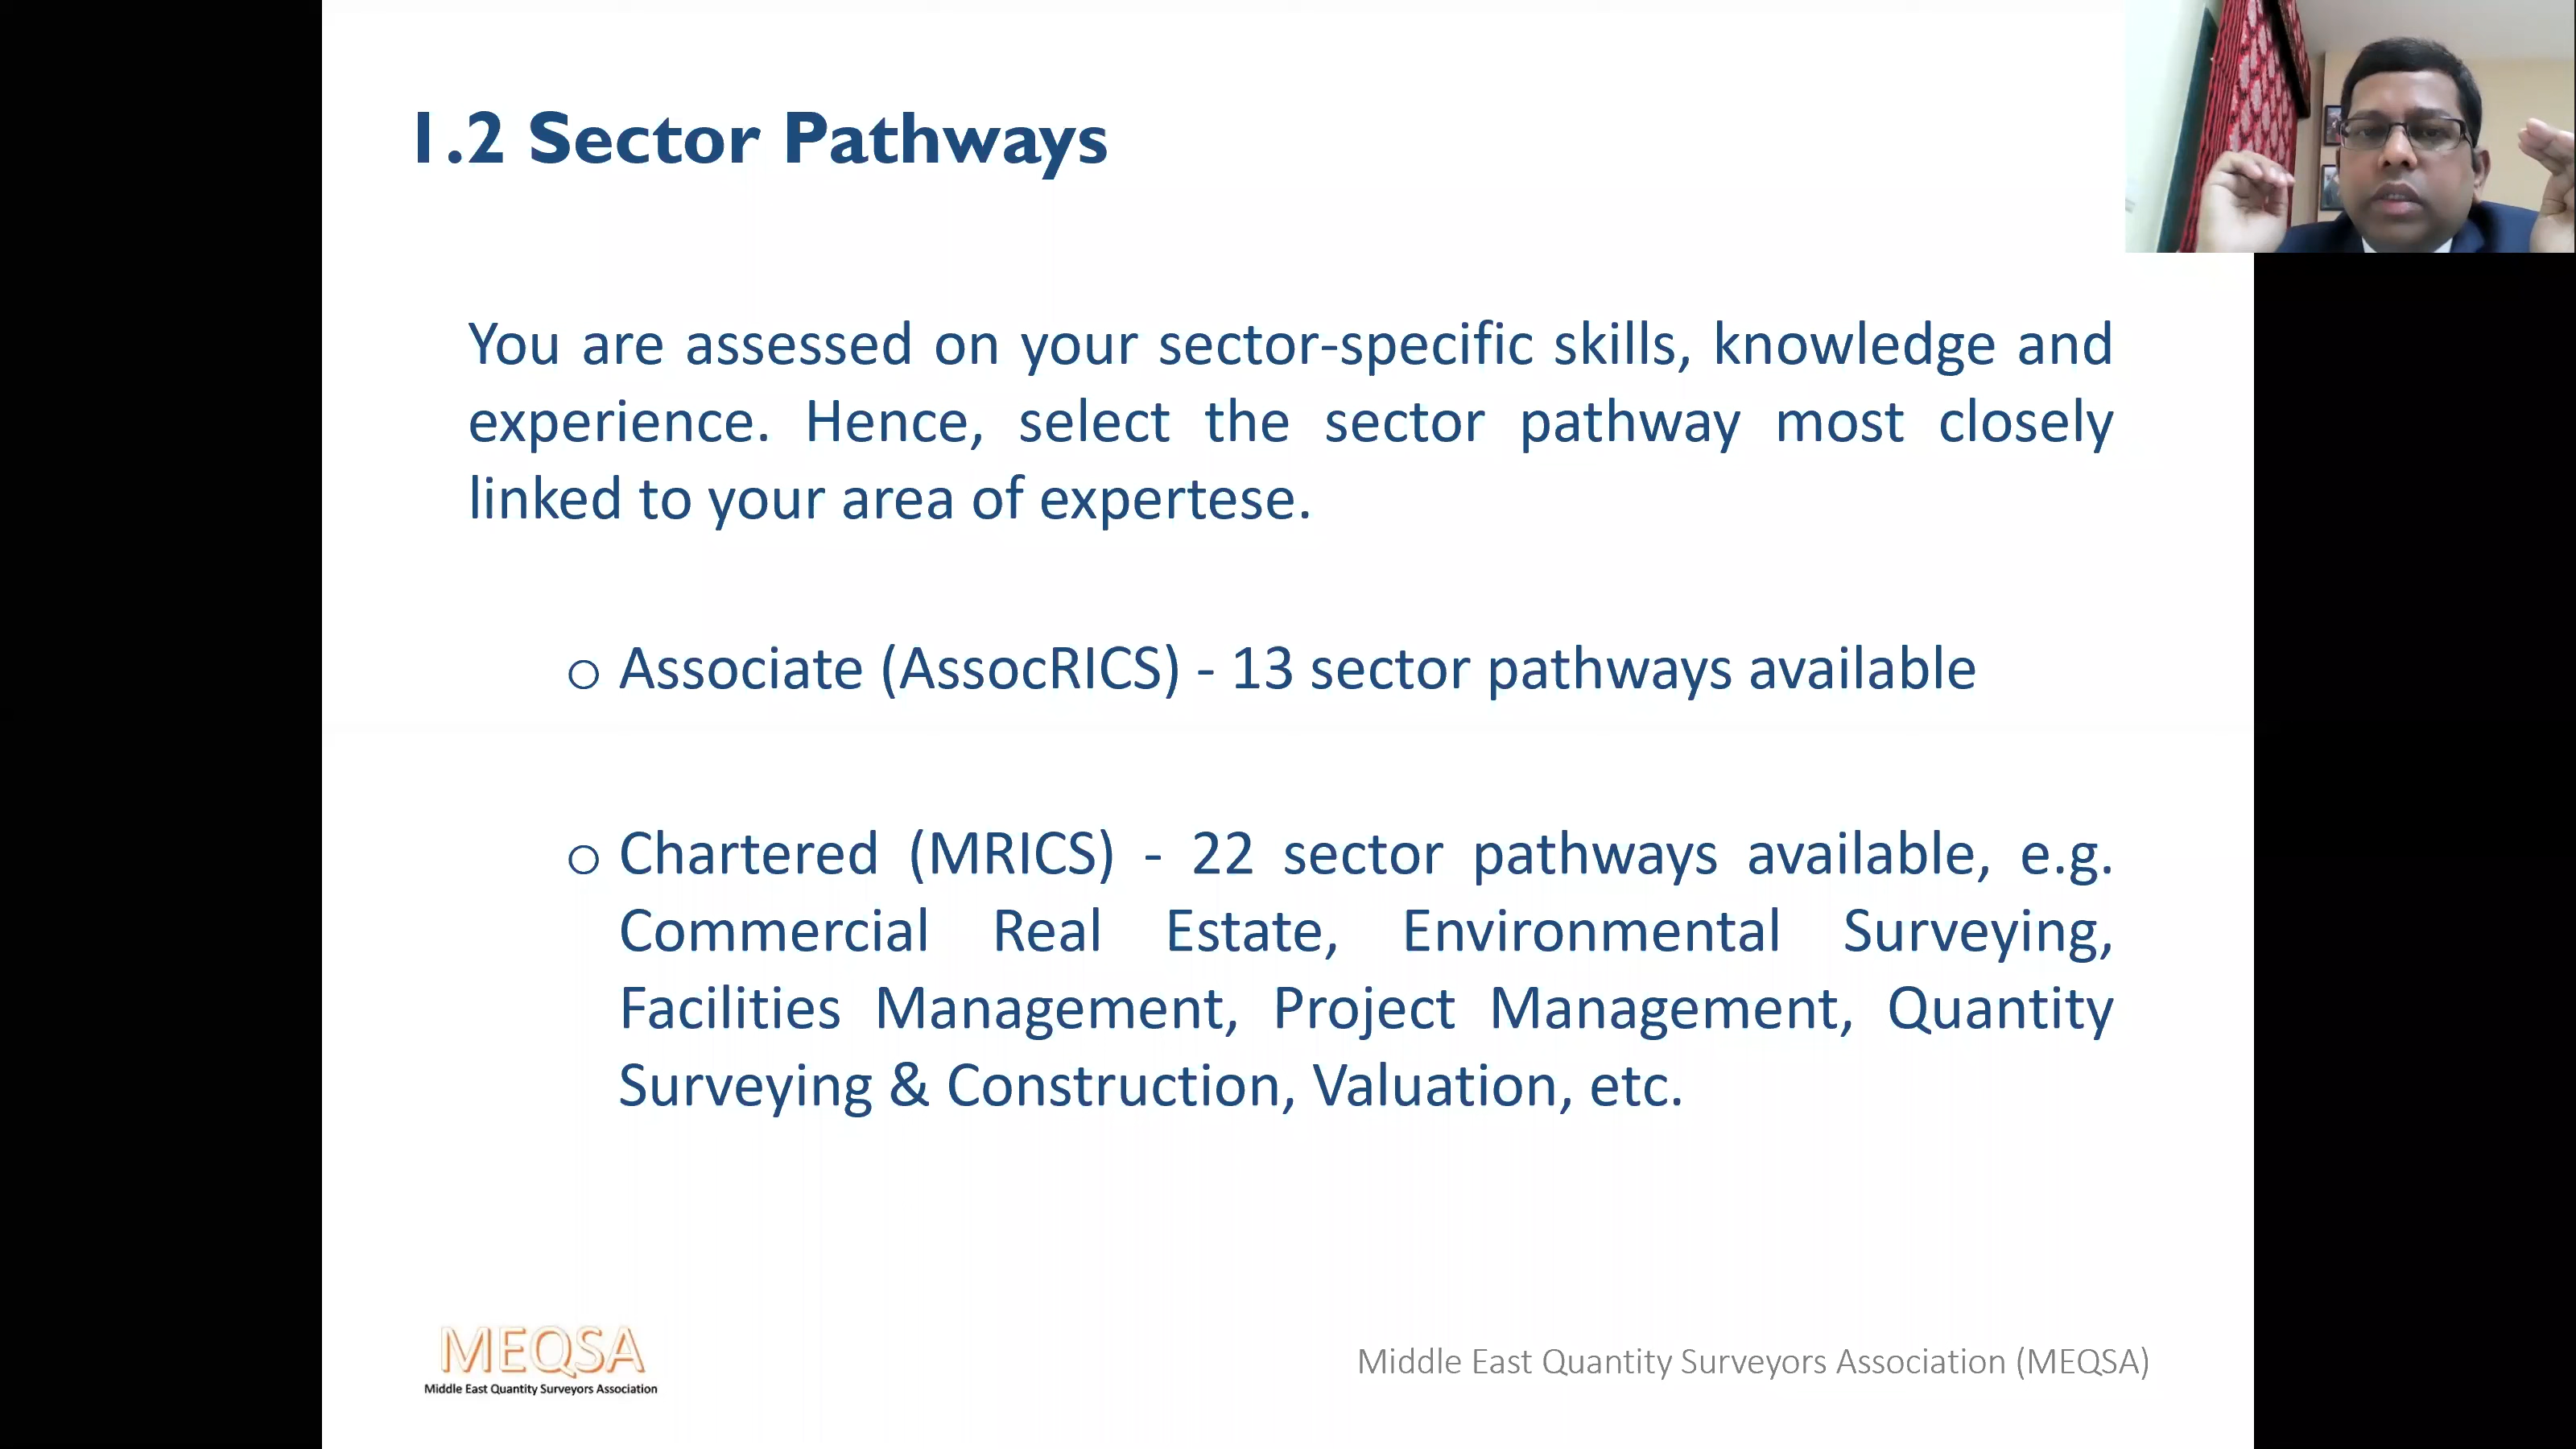 1.2 Sector Pathways
You are assessed on your sector-specific skills, knowledge and
experience. Hence, select the sector pathway most closely
linked to your area of expertese.
o Associate (AssocRICS) - 13 sector pathways available
o Chartered (MRICS) - 22 sector pathways available, e.g.
Commercial Real Estate, Environmental Surveying,
Facilities Management, Project Management, Quantity
Surveying & Construction, Valuation, etc.
MEQSA
Middle East Quantity Surveyors Association
Middle East Quantity Surveyors Association (MEQSA)